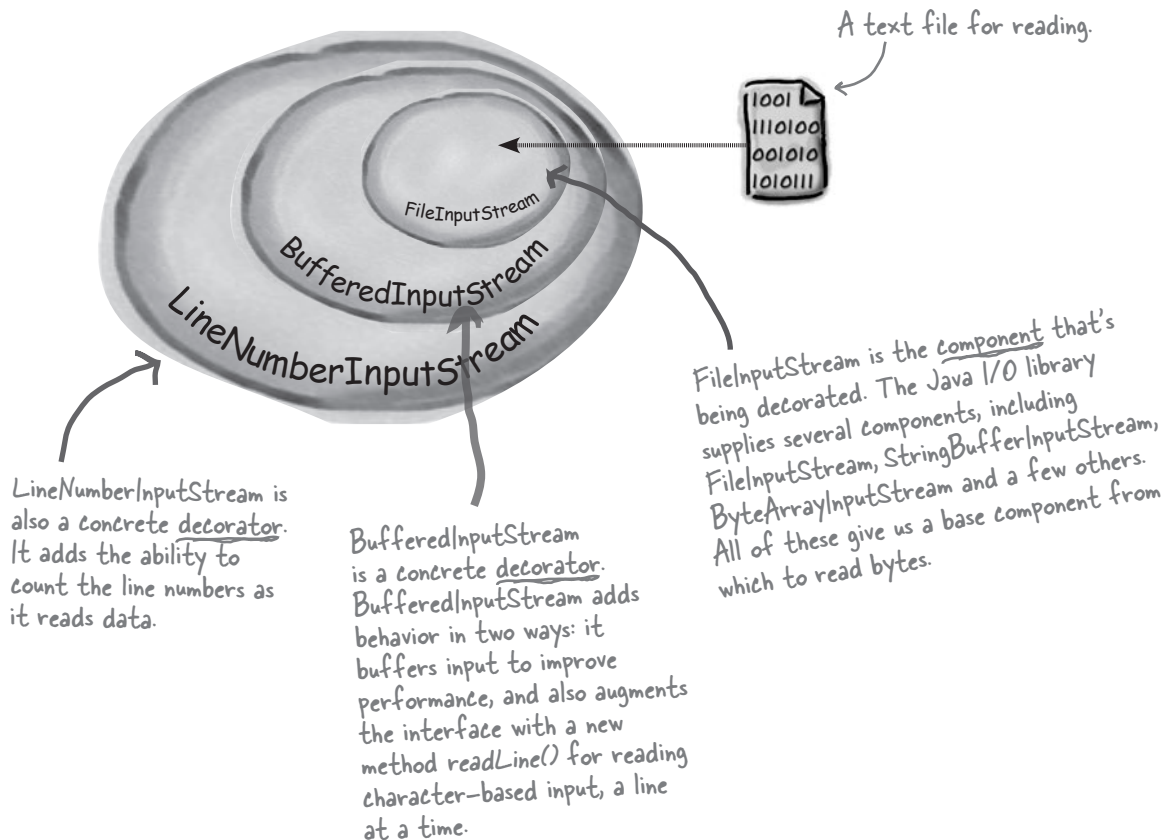 A text file for reading.
1001
1110100
001010
1010111
FileInputStream
BufferedInputStream
LineNumberInputStream
FileInputStream is the component that's
being decorated. The Java I/O library
supplies several components, including
FileInputStream, StringBufferInputStream,
ByteArrayInputStream and a few others.
All of these give us a base component from
which to read bytes.
LineNumberInputStream is
also a concrete decorator.
It adds the ability to
count the line numbers as
it reads data.
BufferedInputStream
is a concrete decorator.
BufferedInputStream adds
behavior in two ways: it
buffers input to improve
performance, and also augments
the interface with a new
method readLine() for reading
character-based input, a line
at a time.